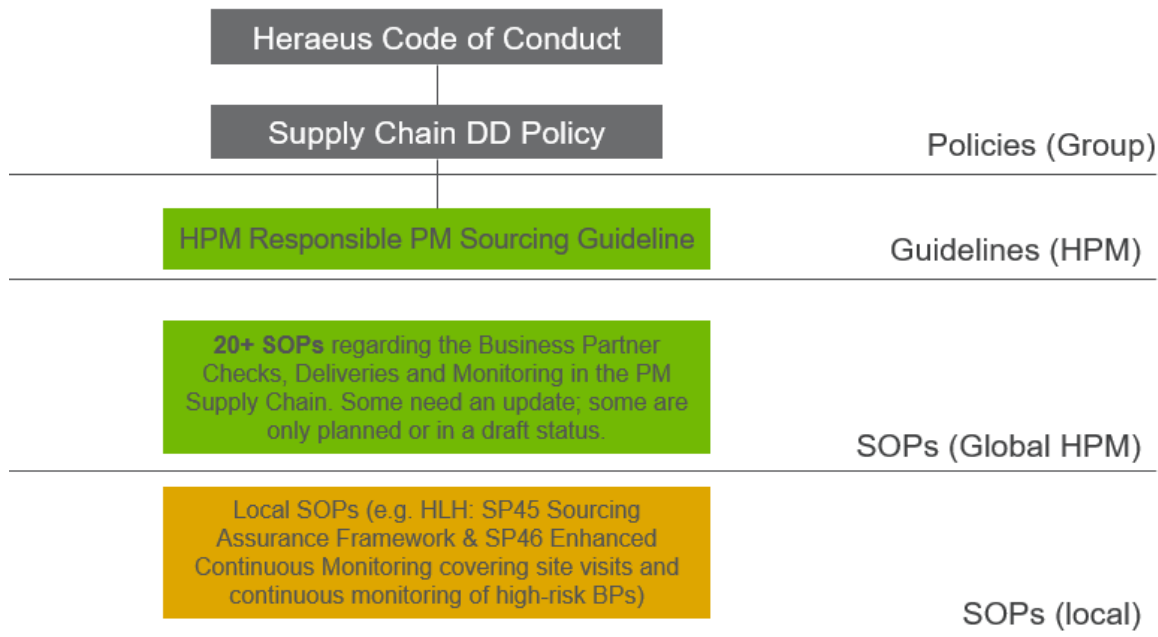 Heraeus Code of Conduct
Supply Chain DD Policy
Policies (Group)
HPM Responsible PM Sourcing Guideline
Guidelines (HPM)
20+ SOPs regarding the Business Partner
Checks, Deliveries and Monitoring in the PM
Supply Chain. Some need an update; some are
only planned or in a draft status.
SOPs (Global HPM)
Local SOPs (e.g. HLH: SP45 Sourcing
Assurance Framework & SP46 Enhanced
Continuous Monitoring covering site visits and
continuous monitoring of high-risk BPs)
SOPs (local)